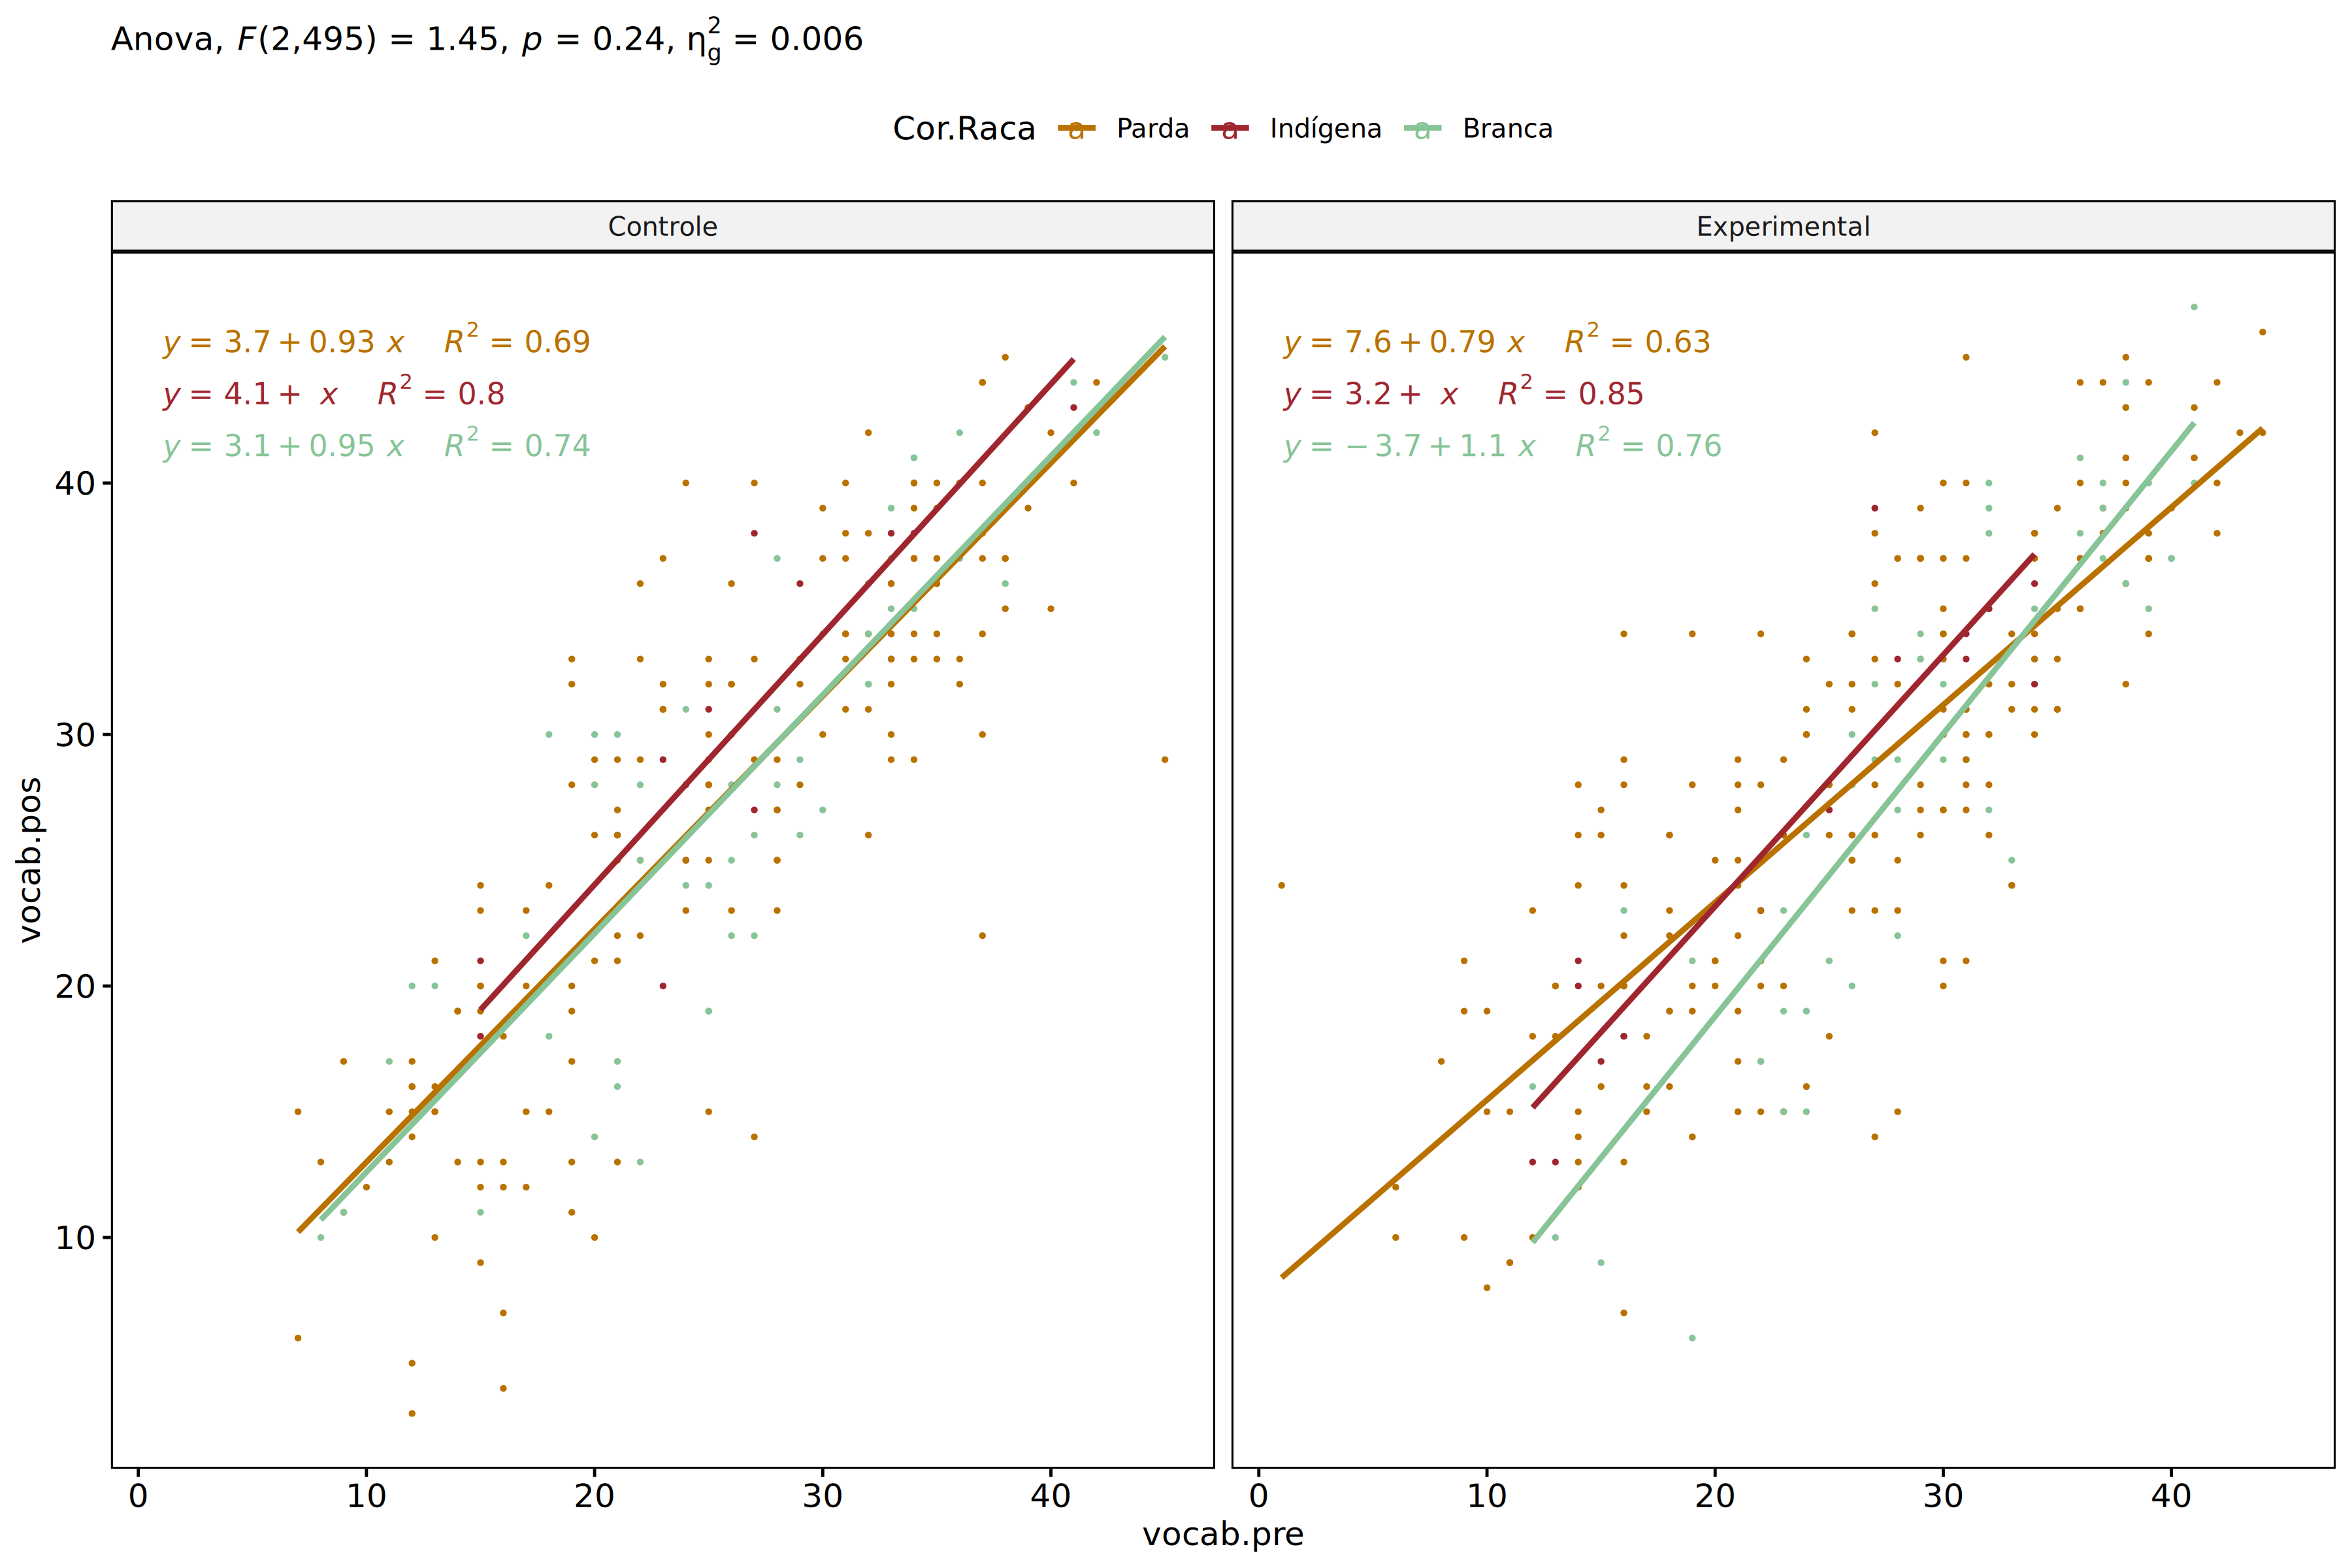 Anova, F(2,495) = 1.45, p = 0.24, η²g = 0.006
Cor.Raca a Parda a Indígena a Branca
Controle
Experimental
y = 3.7 + 0.93 x R² = 0.69
y = 4.1 + x R² = 0.8
y = 3.1 + 0.95 x R² = 0.74
y = 7.6 + 0.79 x R² = 0.63
y = 3.2 + x R² = 0.85
y = − 3.7 + 1.1 x R² = 0.76
vocab.pos
40
30
20
10
0 10 20 30 40
0 10 20 30 40
vocab.pre